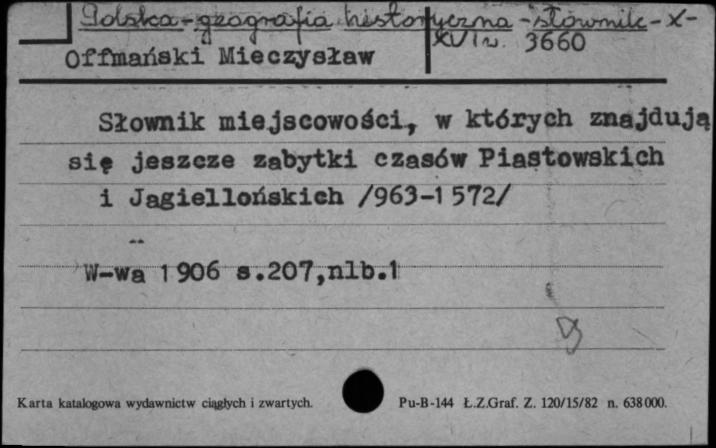 Polska - geografia historyczna - słownik - X-
XVI w. 3660
Offmański Mieczysław
Słownik miejscowości, w których znajdują
się jeszcze zabytki czasów Piastowskich
i Jagiellońskich /963-1572/
W-wa 1906 s.207,nlb.1
Karta katalogowa wydawnictw ciągłych i zwartych. Pu-B-144 Ł.Z.Graf. Z. 120/15/82 n. 638000.